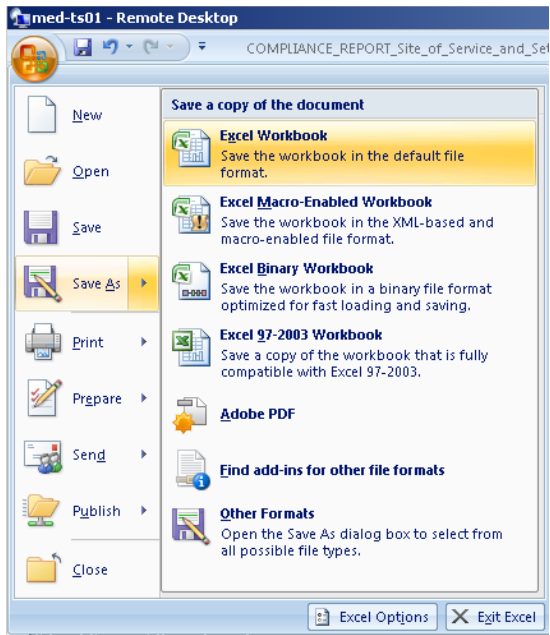 med-ts01 - Remote Desktop
COMPLIANCE_REPORT_Site_of_Service_and_Set
New
Open
Save
Save As
Print
Prepare
Send
Publish
Close
Save a copy of the document
Excel Workbook
Save the workbook in the default file
format.
Excel Macro-Enabled Workbook
Save the workbook in the XML-based and
macro-enabled file format.
Excel Binary Workbook
Save the workbook in a binary file format
optimized for fast loading and saving.
Excel 97-2003 Workbook
Save a copy of the workbook that is fully
compatible with Excel 97-2003.
Adobe PDF
Find add-ins for other file formats
Other Formats
Open the Save As dialog box to select from
all possible file types.
Excel Options
Exit Excel